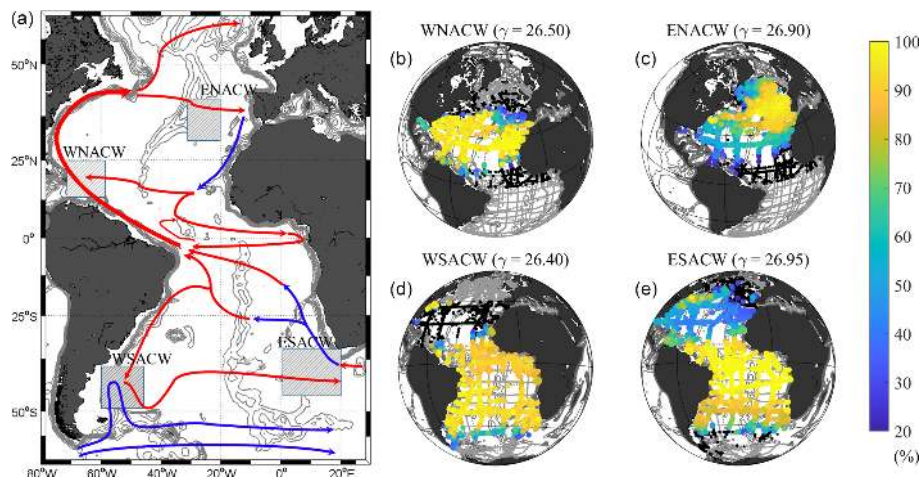 (a)
50°N
25°N
0°
25°S
50°S
80°W
60°W
40°W
20°W
0°
20°E
ENACW
WNACW
ESACW
WSACW
WNACW (γ = 26.50)
(b)
ENACW (γ = 26.90)
(c)
WSACW (γ = 26.40)
(d)
ESACW (γ = 26.95)
(e)
100
90
80
70
60
50
40
30
20
(%)